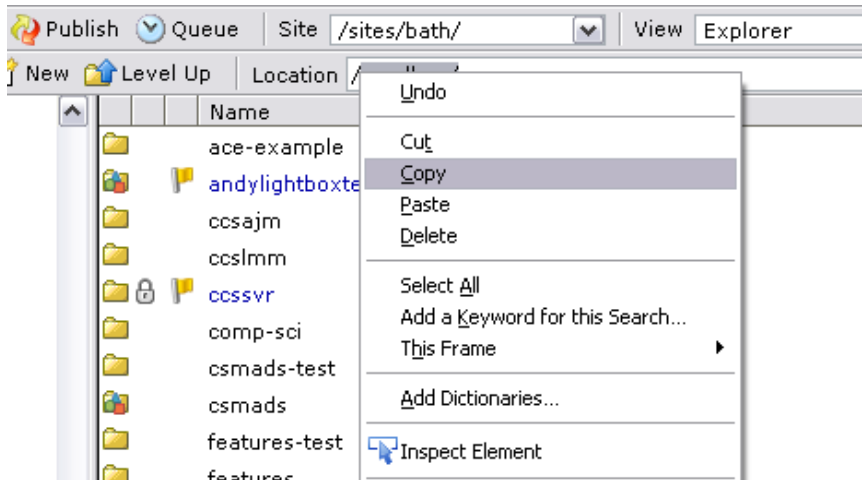 Publish Queue Site /sites/bath/ View Explorer
New Level Up Location /
Name
ace-example
andylightboxte
ccsajm
ccslmm
ccssvr
comp-sci
csmads-test
csmads
features-test
features
Undo
Cut
Copy
Paste
Delete
Select All
Add a Keyword for this Search...
This Frame
Add Dictionaries...
Inspect Element